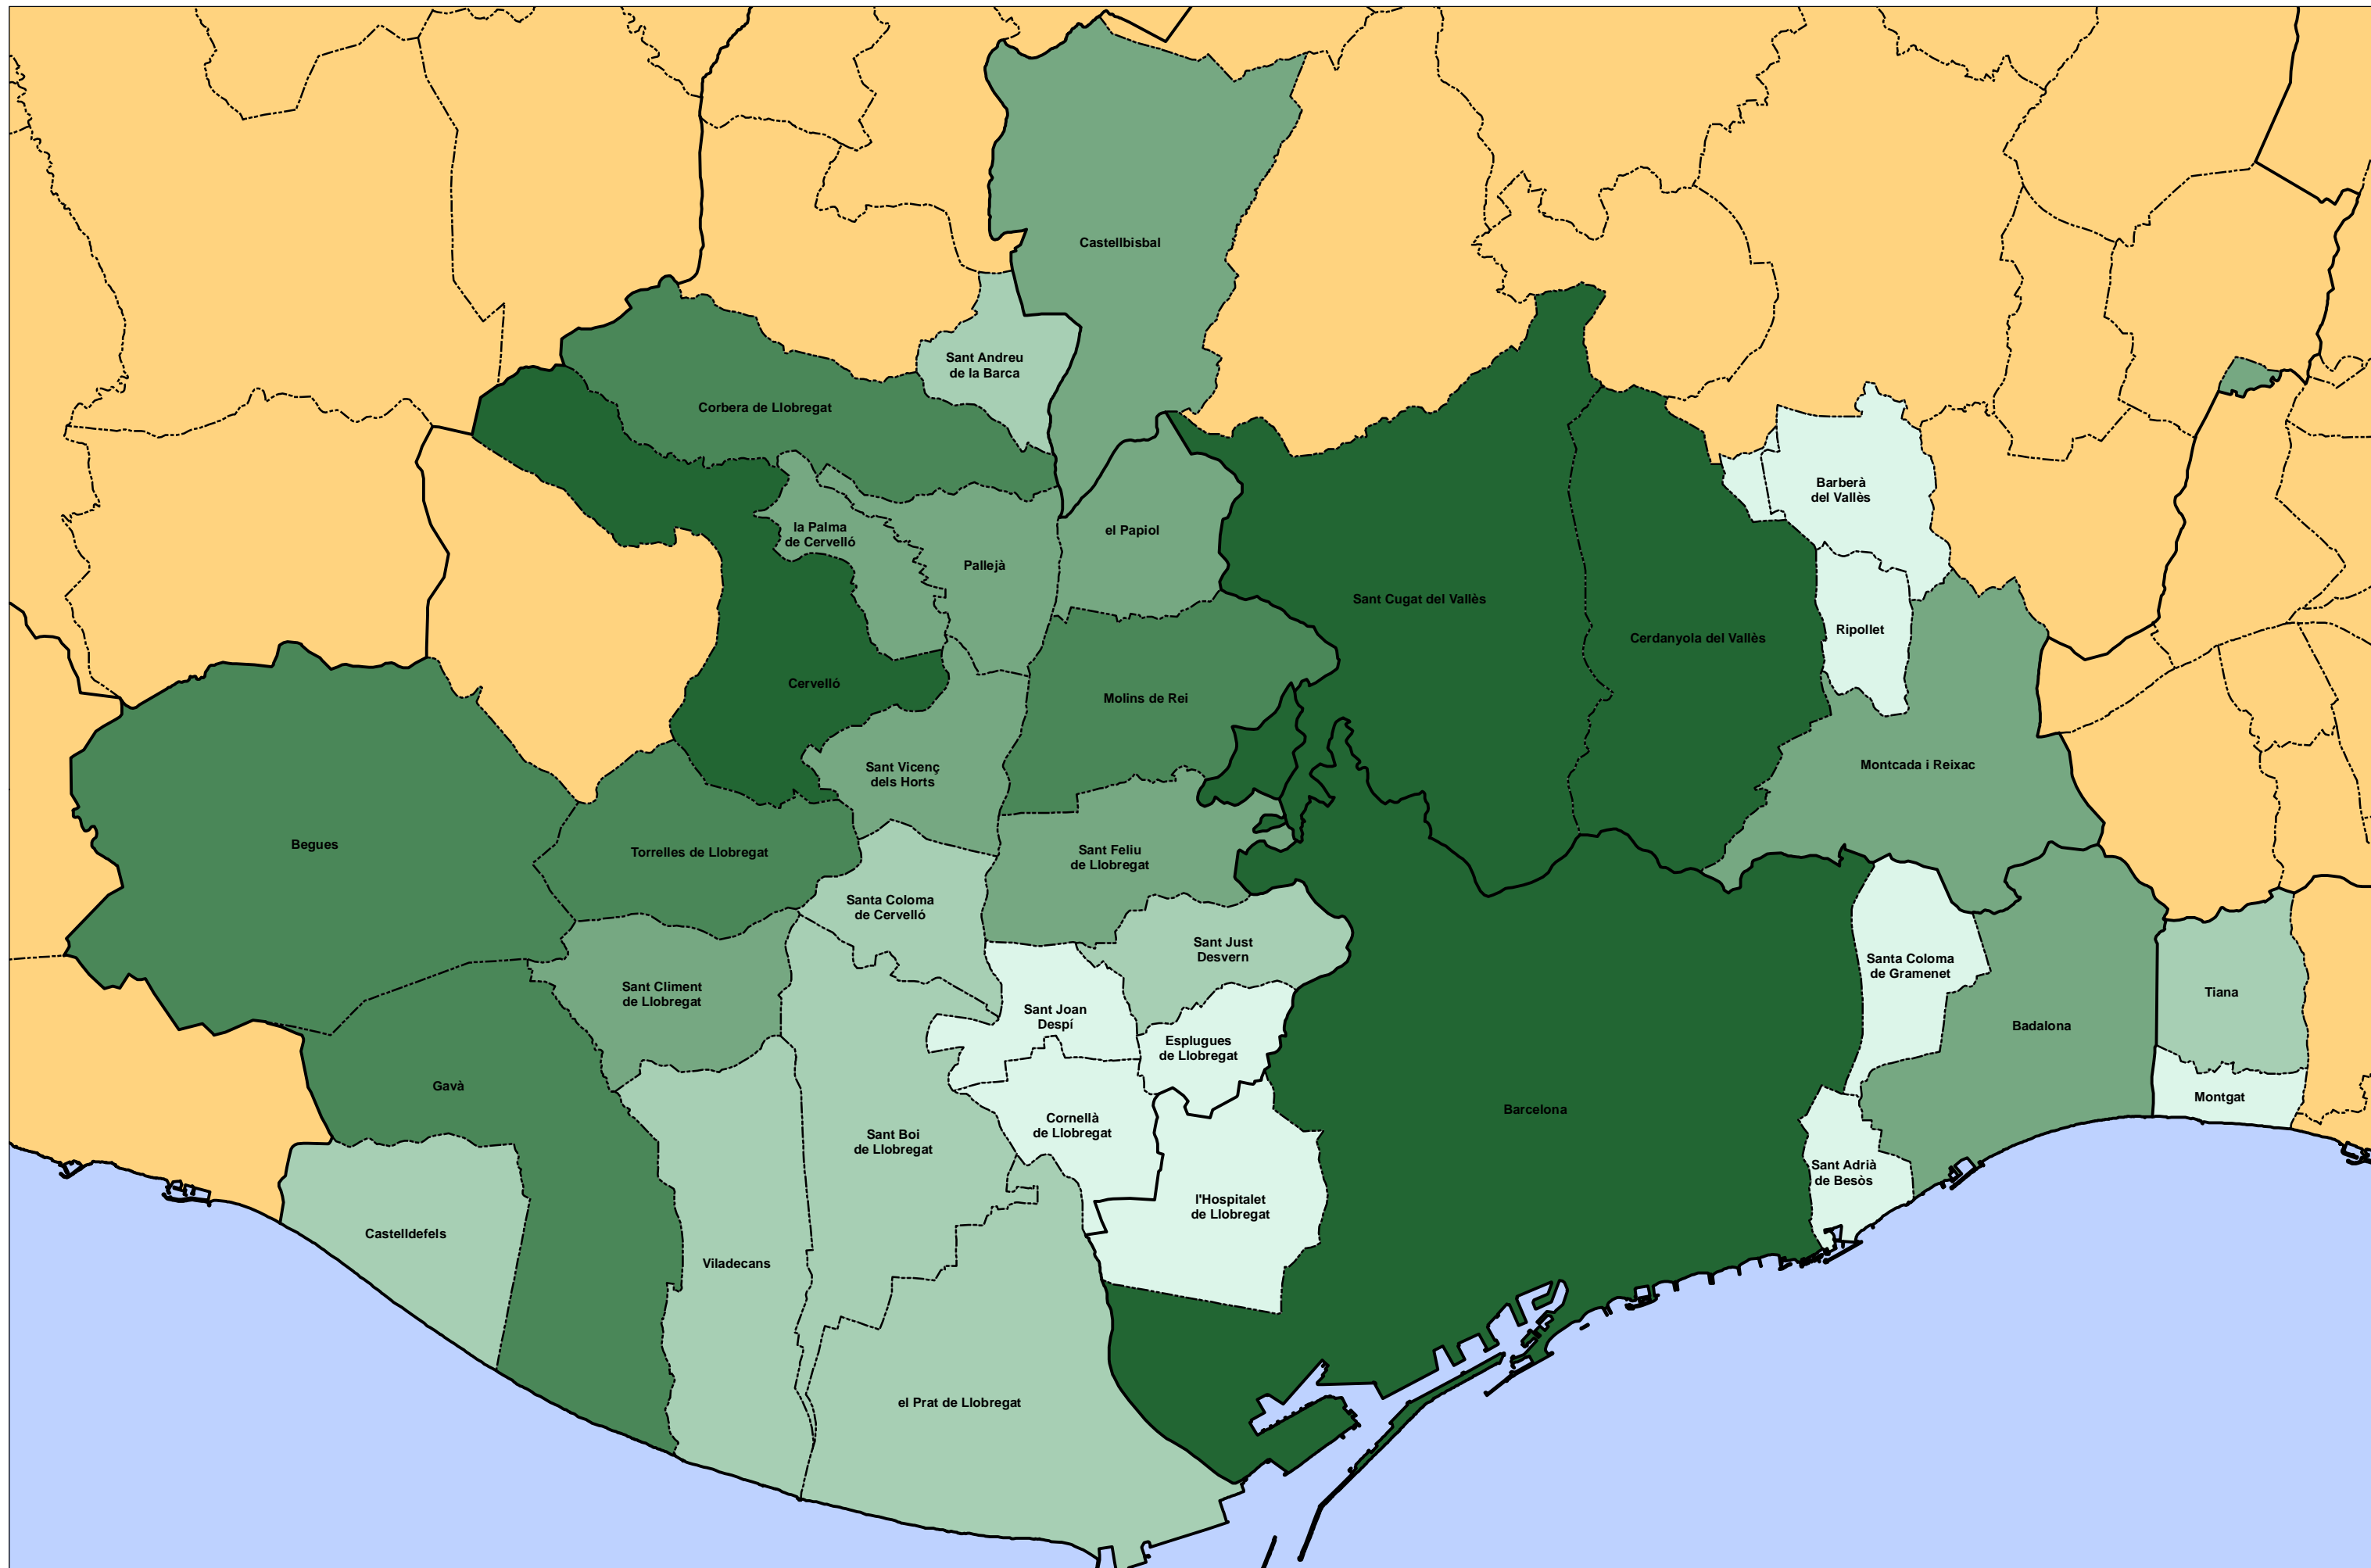 Castellbisbal
Sant Andreu
de la Barca
Corbera de Llobregat
Barberà
del Vallès
la Palma
de Cervelló
el Papiol
Pallejà
Sant Cugat del Vallès
Ripollet
Cerdanyola del Vallès
Cervelló
Molins de Rei
Sant Vicenç
dels Horts
Montcada i Reixac
Begues
Torrelles de Llobregat
Sant Feliu
de Llobregat
Santa Coloma
de Cervelló
Sant Just
Desvern
Santa Coloma
de Gramenet
Sant Climent
de Llobregat
Tiana
Sant Joan
Despí
Badalona
Esplugues
de Llobregat
Gavà
Montgat
Barcelona
Cornellà
de Llobregat
Sant Boi
de Llobregat
Sant Adrià
de Besòs
l'Hospitalet
de Llobregat
Castelldefels
Viladecans
el Prat de Llobregat